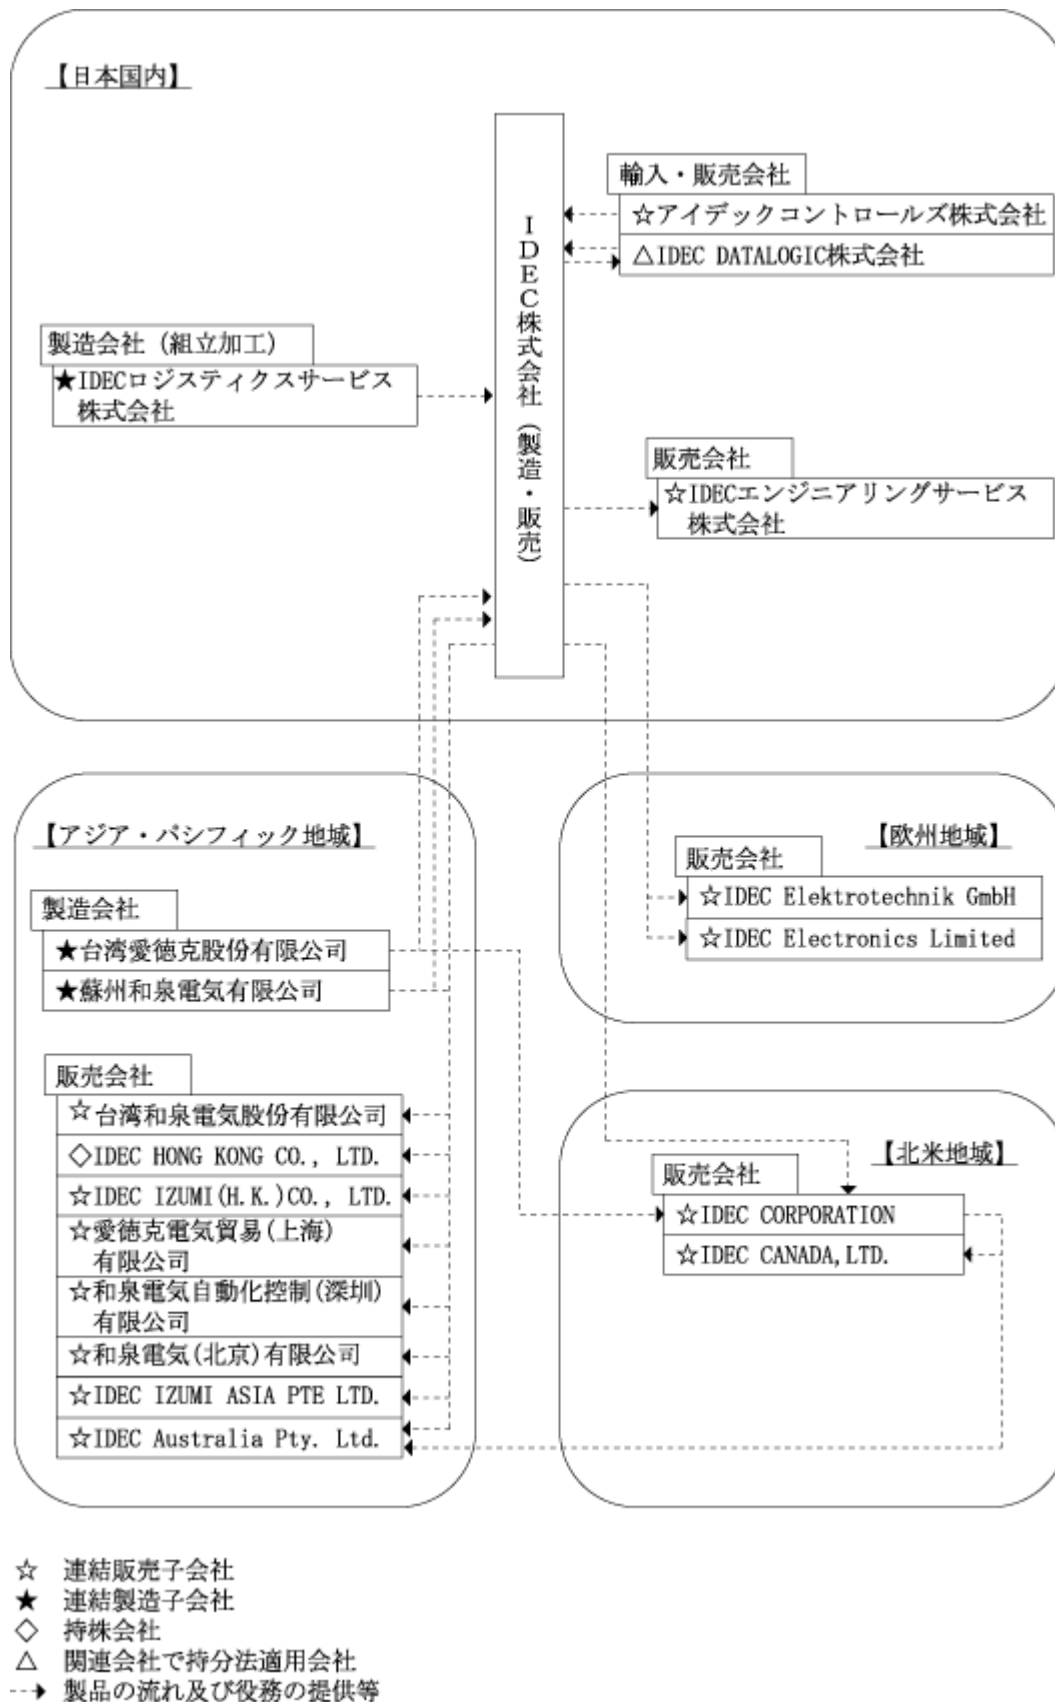 【日本国内】
輸入・販売会社
☆アイデックコントロールズ株式会社
△IDEC DATALOGIC株式会社
IDEC株式会社(製造・販売)
製造会社（組立加工）
★IDECロジスティクスサービス
株式会社
販売会社
☆IDECエンジニアリングサービス
株式会社
【アジア・パシフィック地域】
製造会社
★台湾愛徳克股份有限公司
★蘇州和泉電気有限公司
販売会社
☆台湾和泉電気股份有限公司
◇IDEC HONG KONG CO., LTD.
☆IDEC IZUMI(H.K.)CO., LTD.
☆愛徳克電気貿易(上海)
有限公司
☆和泉電気自動化控制(深圳)
有限公司
☆和泉電気(北京)有限公司
☆IDEC IZUMI ASIA PTE LTD.
☆IDEC Australia Pty. Ltd.
【欧州地域】
販売会社
☆IDEC Elektrotechnik GmbH
☆IDEC Electronics Limited
【北米地域】
販売会社
☆IDEC CORPORATION
☆IDEC CANADA,LTD.
☆ 連結販売子会社
★ 連結製造子会社
◇ 持株会社
△ 関連会社で持分法適用会社
製品の流れ及び役務の提供等